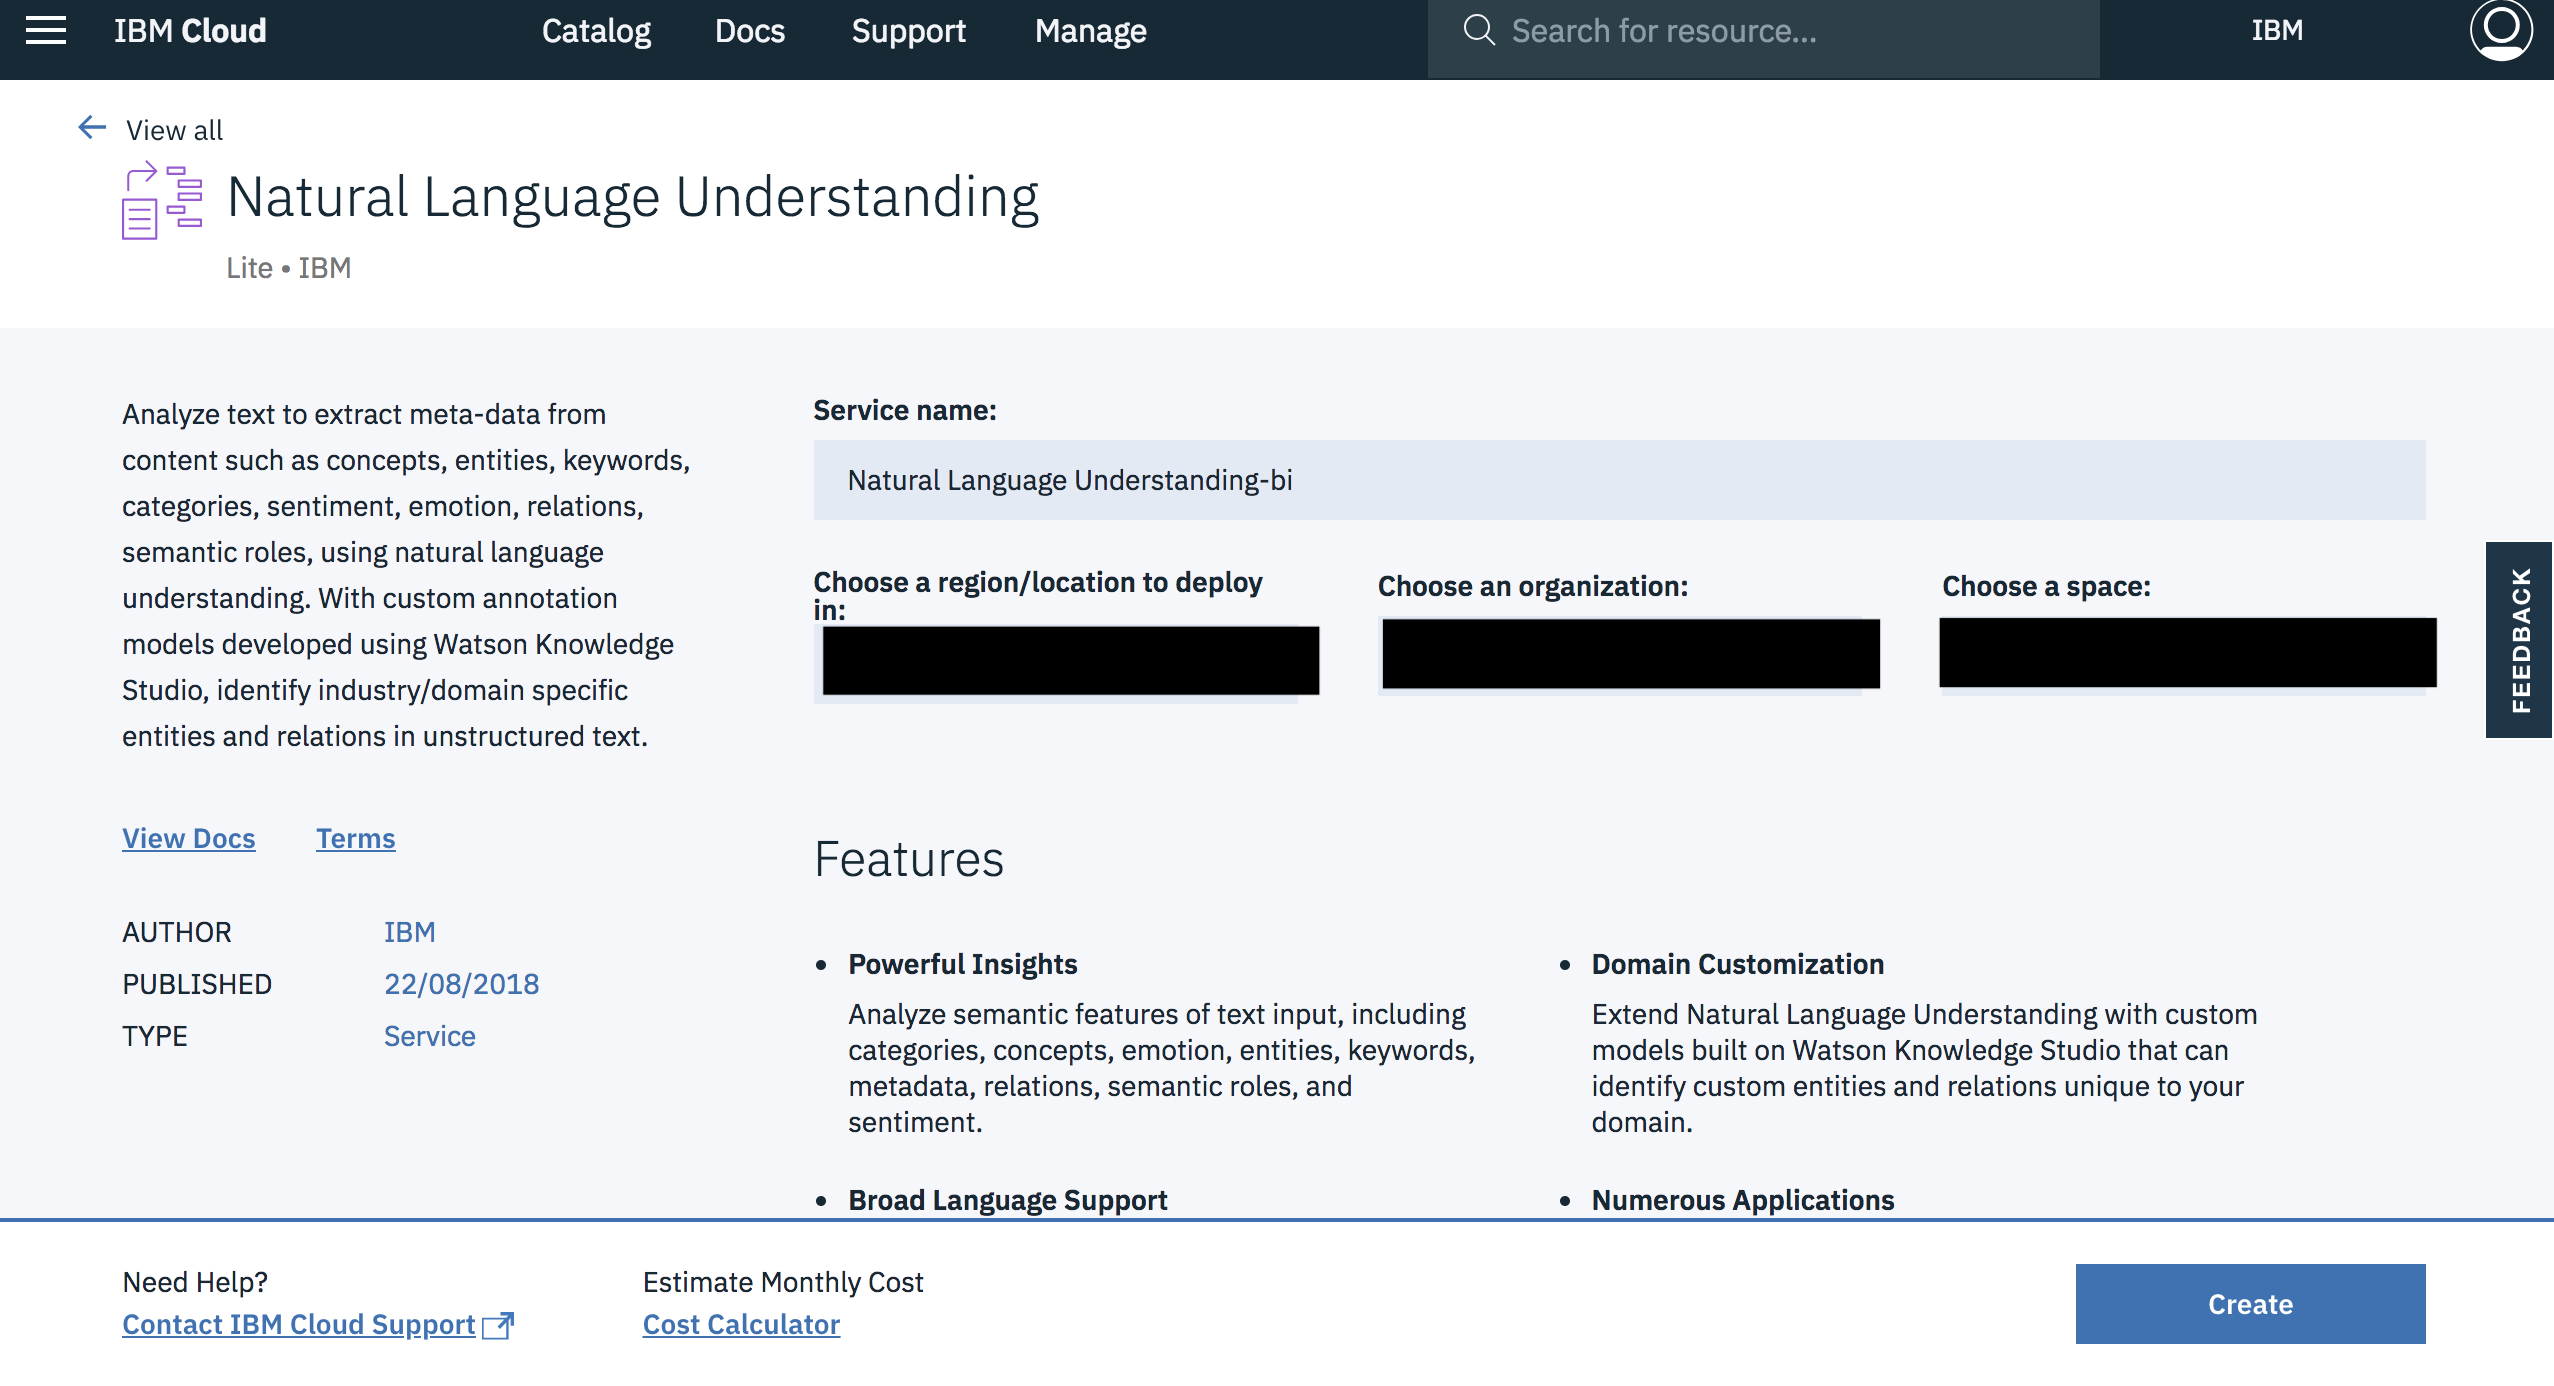 IBM Cloud
Catalog
Docs
Support
Manage
Search for resource...
IBM
View all
Natural Language Understanding
Lite • IBM
Analyze text to extract meta-data from
content such as concepts, entities, keywords,
categories, sentiment, emotion, relations,
semantic roles, using natural language
understanding. With custom annotation
models developed using Watson Knowledge
Studio, identify industry/domain specific
entities and relations in unstructured text.
View Docs
Terms
AUTHOR IBM
PUBLISHED 22/08/2018
TYPE Service
Service name:
Natural Language Understanding-bi
Choose a region/location to deploy
in:
Choose an organization:
Choose a space:
FEEDBACK
Features
• Powerful Insights
Analyze semantic features of text input, including
categories, concepts, emotion, entities, keywords,
metadata, relations, semantic roles, and
sentiment.
• Domain Customization
Extend Natural Language Understanding with custom
models built on Watson Knowledge Studio that can
identify custom entities and relations unique to your
domain.
• Broad Language Support
• Numerous Applications
Need Help?
Contact IBM Cloud Support
Estimate Monthly Cost
Cost Calculator
Create